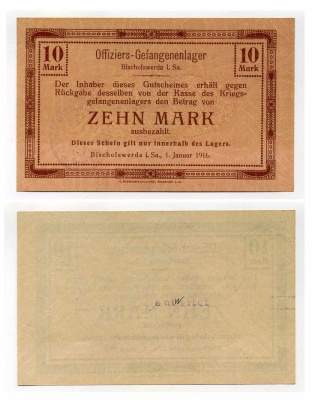 10 Mark
Offiziers-Gefangenenlager
10 Mark
Bischofswerda i. Sa.
Der Inhaber dieses Gutscheines erhält gegen
Rückgabe desselben von der Kasse des Kriegs-
gefangenenlagers den Betrag von
ZEHN MARK
ausbezahlt.
Dieser Schein gilt nur innerhalb des Lagers.
Bischofswerda i. Sa., 1. Januar 1916.